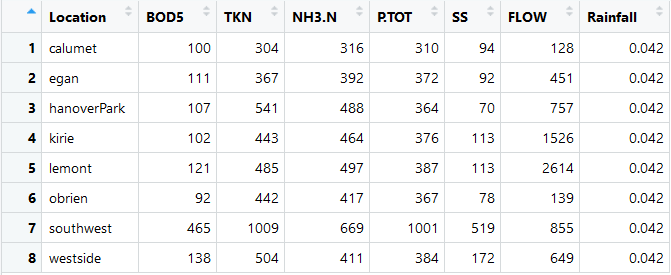 Location BOD5 TKN NH3.N P.TOT SS FLOW Rainfall
1 calumet 100 304 316 310 94 128 0.042
2 egan 111 367 392 372 92 451 0.042
3 hanoverPark 107 541 488 364 70 757 0.042
4 kirie 102 443 464 376 113 1526 0.042
5 lemont 121 485 497 387 113 2614 0.042
6 obrien 92 442 417 367 78 139 0.042
7 southwest 465 1009 669 1001 519 855 0.042
8 westside 138 504 411 384 172 649 0.042